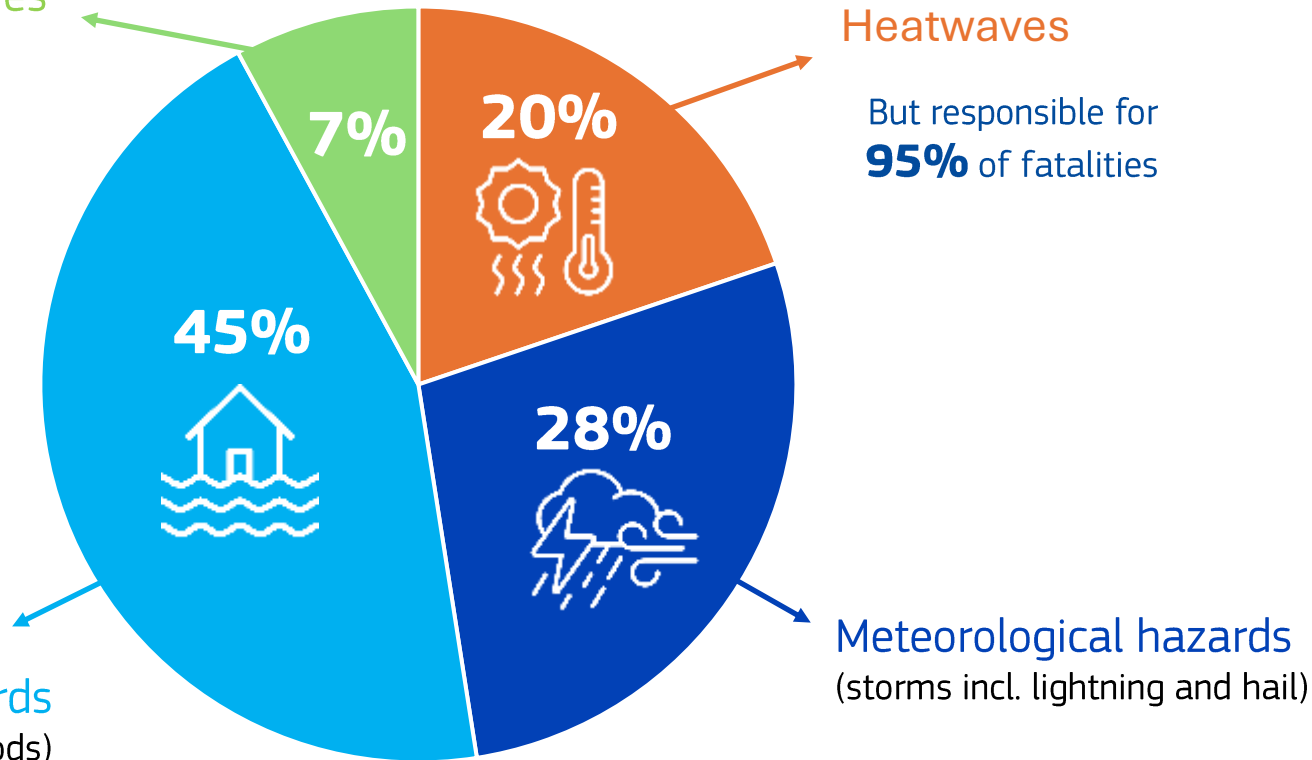 7%
20%
Heatwaves
But responsible for
95% of fatalities
45%
28%
Meteorological hazards
(storms incl. lightning and hail)